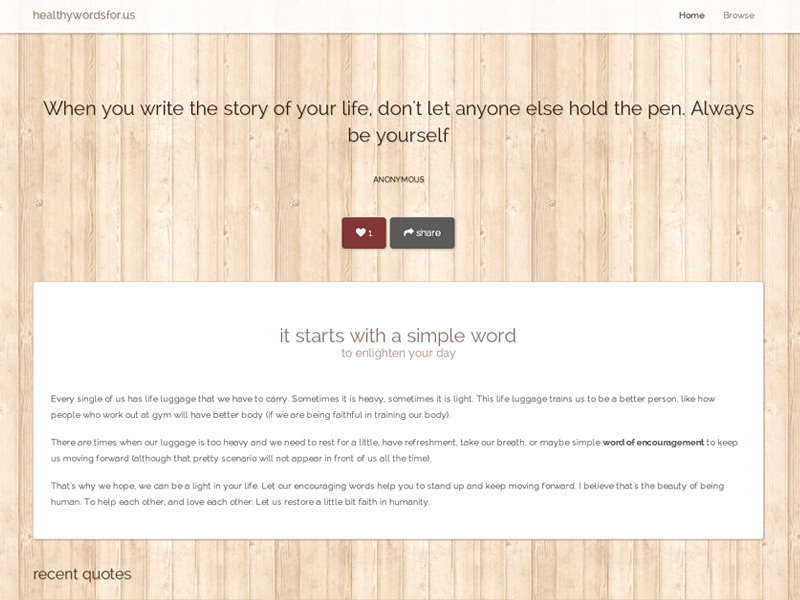 healthywordsfor.us
Home Browse
When you write the story of your life, don't let anyone else hold the pen. Always
be yourself
ANONYMOUS
1 share
it starts with a simple word
to enlighten your day
Every single of us has life luggage that we have to carry. Sometimes it is heavy, sometimes it is light. This life luggage trains us to be a better person, like how
people who work out at gym will have better body (if we are being faithful in training our body).
There are times when our luggage is too heavy and we need to rest for a little, have refreshment, take our breath, or maybe simple word of encouragement to keep
us moving forward (although that pretty scenario will not appear in front of us all the time).
That's why we hope, we can be a light in your life. Let our encouraging words help you to stand up and keep moving forward. I believe that's the beauty of being
human. To help each other, and love each other. Let us restore a little bit faith in humanity.
recent quotes